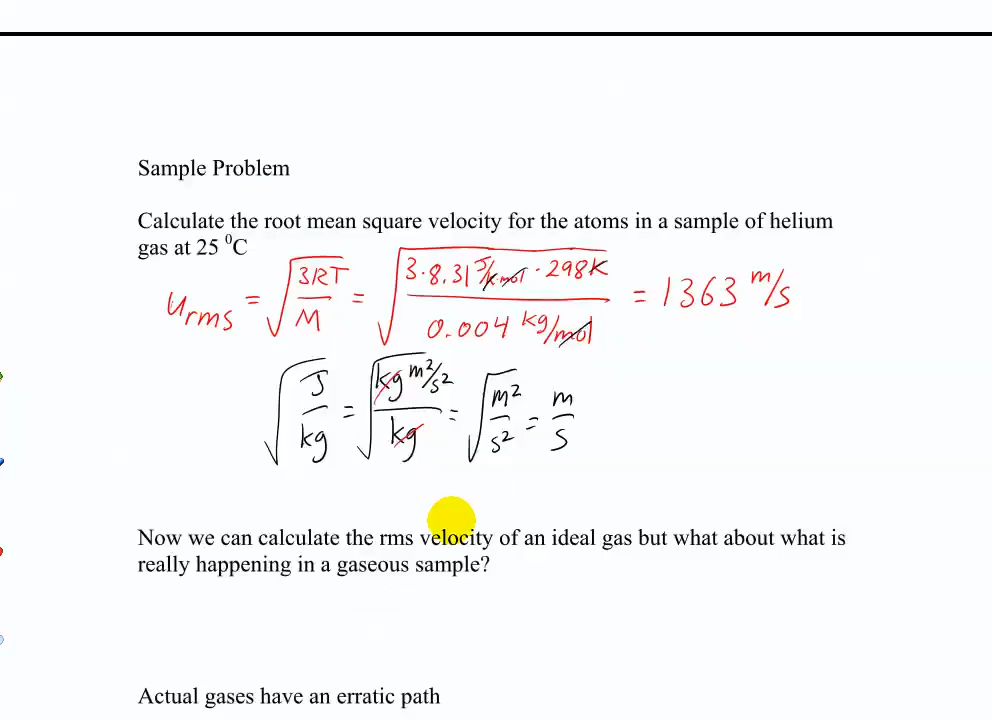 Sample Problem
Calculate the root mean square velocity for the atoms in a sample of helium
gas at 25 ⁰C
u_rms = √(3RT/M) = √(3·8.31 J/K·mol · 298K / 0.004 kg/mol) = 1363 m/s
√(J/kg) = √(kg m²/s² / kg) = √(m²/s²) = m/s
Now we can calculate the rms velocity of an ideal gas but what about what is
really happening in a gaseous sample?
Actual gases have an erratic path